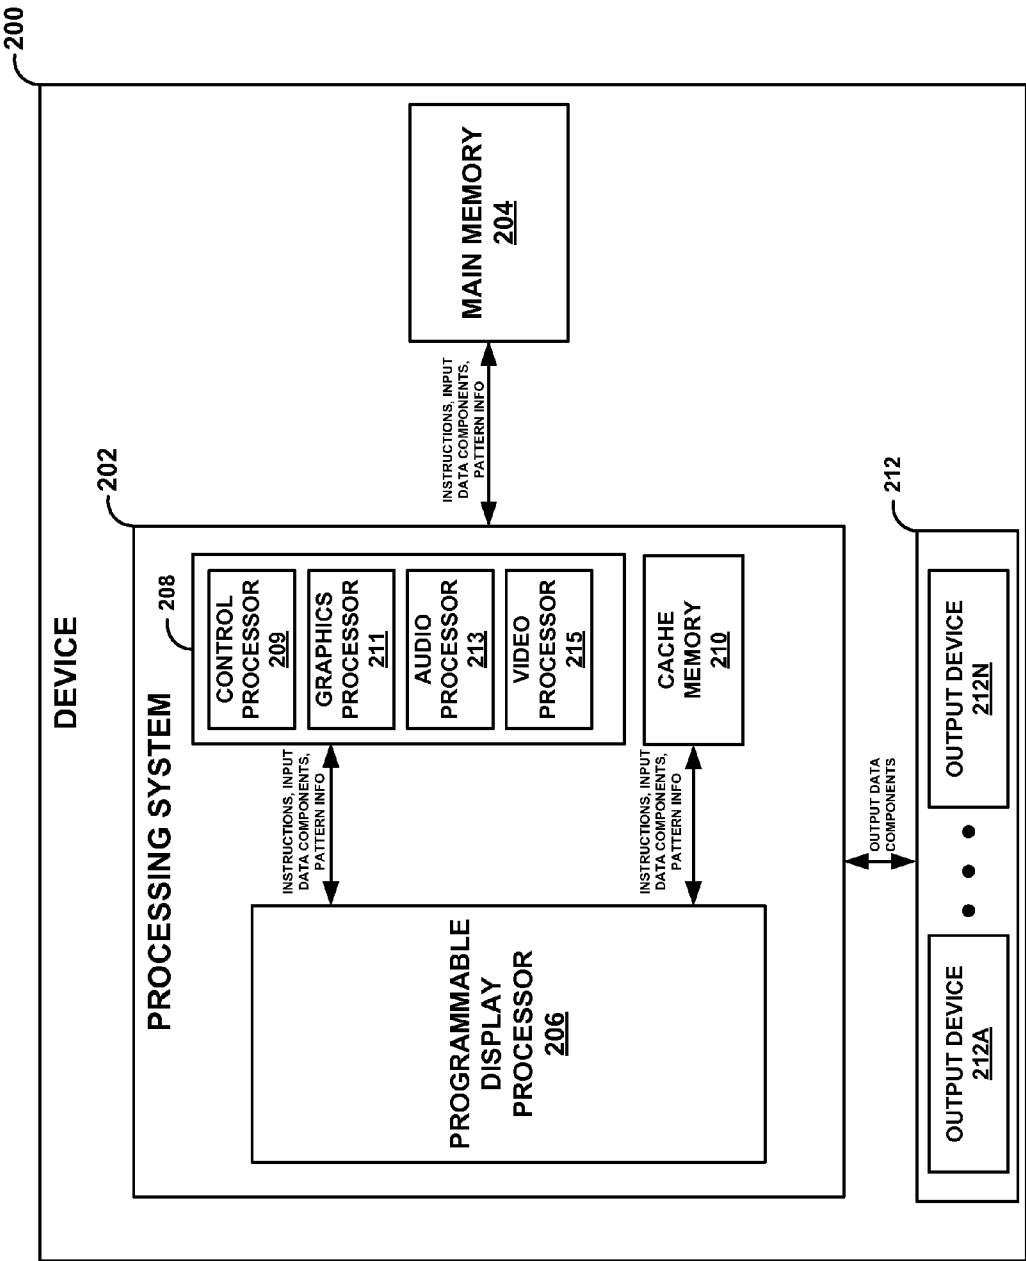 200
DEVICE
202
PROCESSING SYSTEM
PROGRAMMABLE
DISPLAY
PROCESSOR
206
INSTRUCTIONS, INPUT
DATA COMPONENTS,
PATTERN INFO
208
CONTROL
PROCESSOR
209
GRAPHICS
PROCESSOR
211
AUDIO
PROCESSOR
213
VIDEO
PROCESSOR
215
INSTRUCTIONS, INPUT
DATA COMPONENTS,
PATTERN INFO
CACHE
MEMORY
210
INSTRUCTIONS, INPUT
DATA COMPONENTS,
PATTERN INFO
MAIN MEMORY
204
OUTPUT DATA
COMPONENTS
212
OUTPUT DEVICE
212A
OUTPUT DEVICE
212N